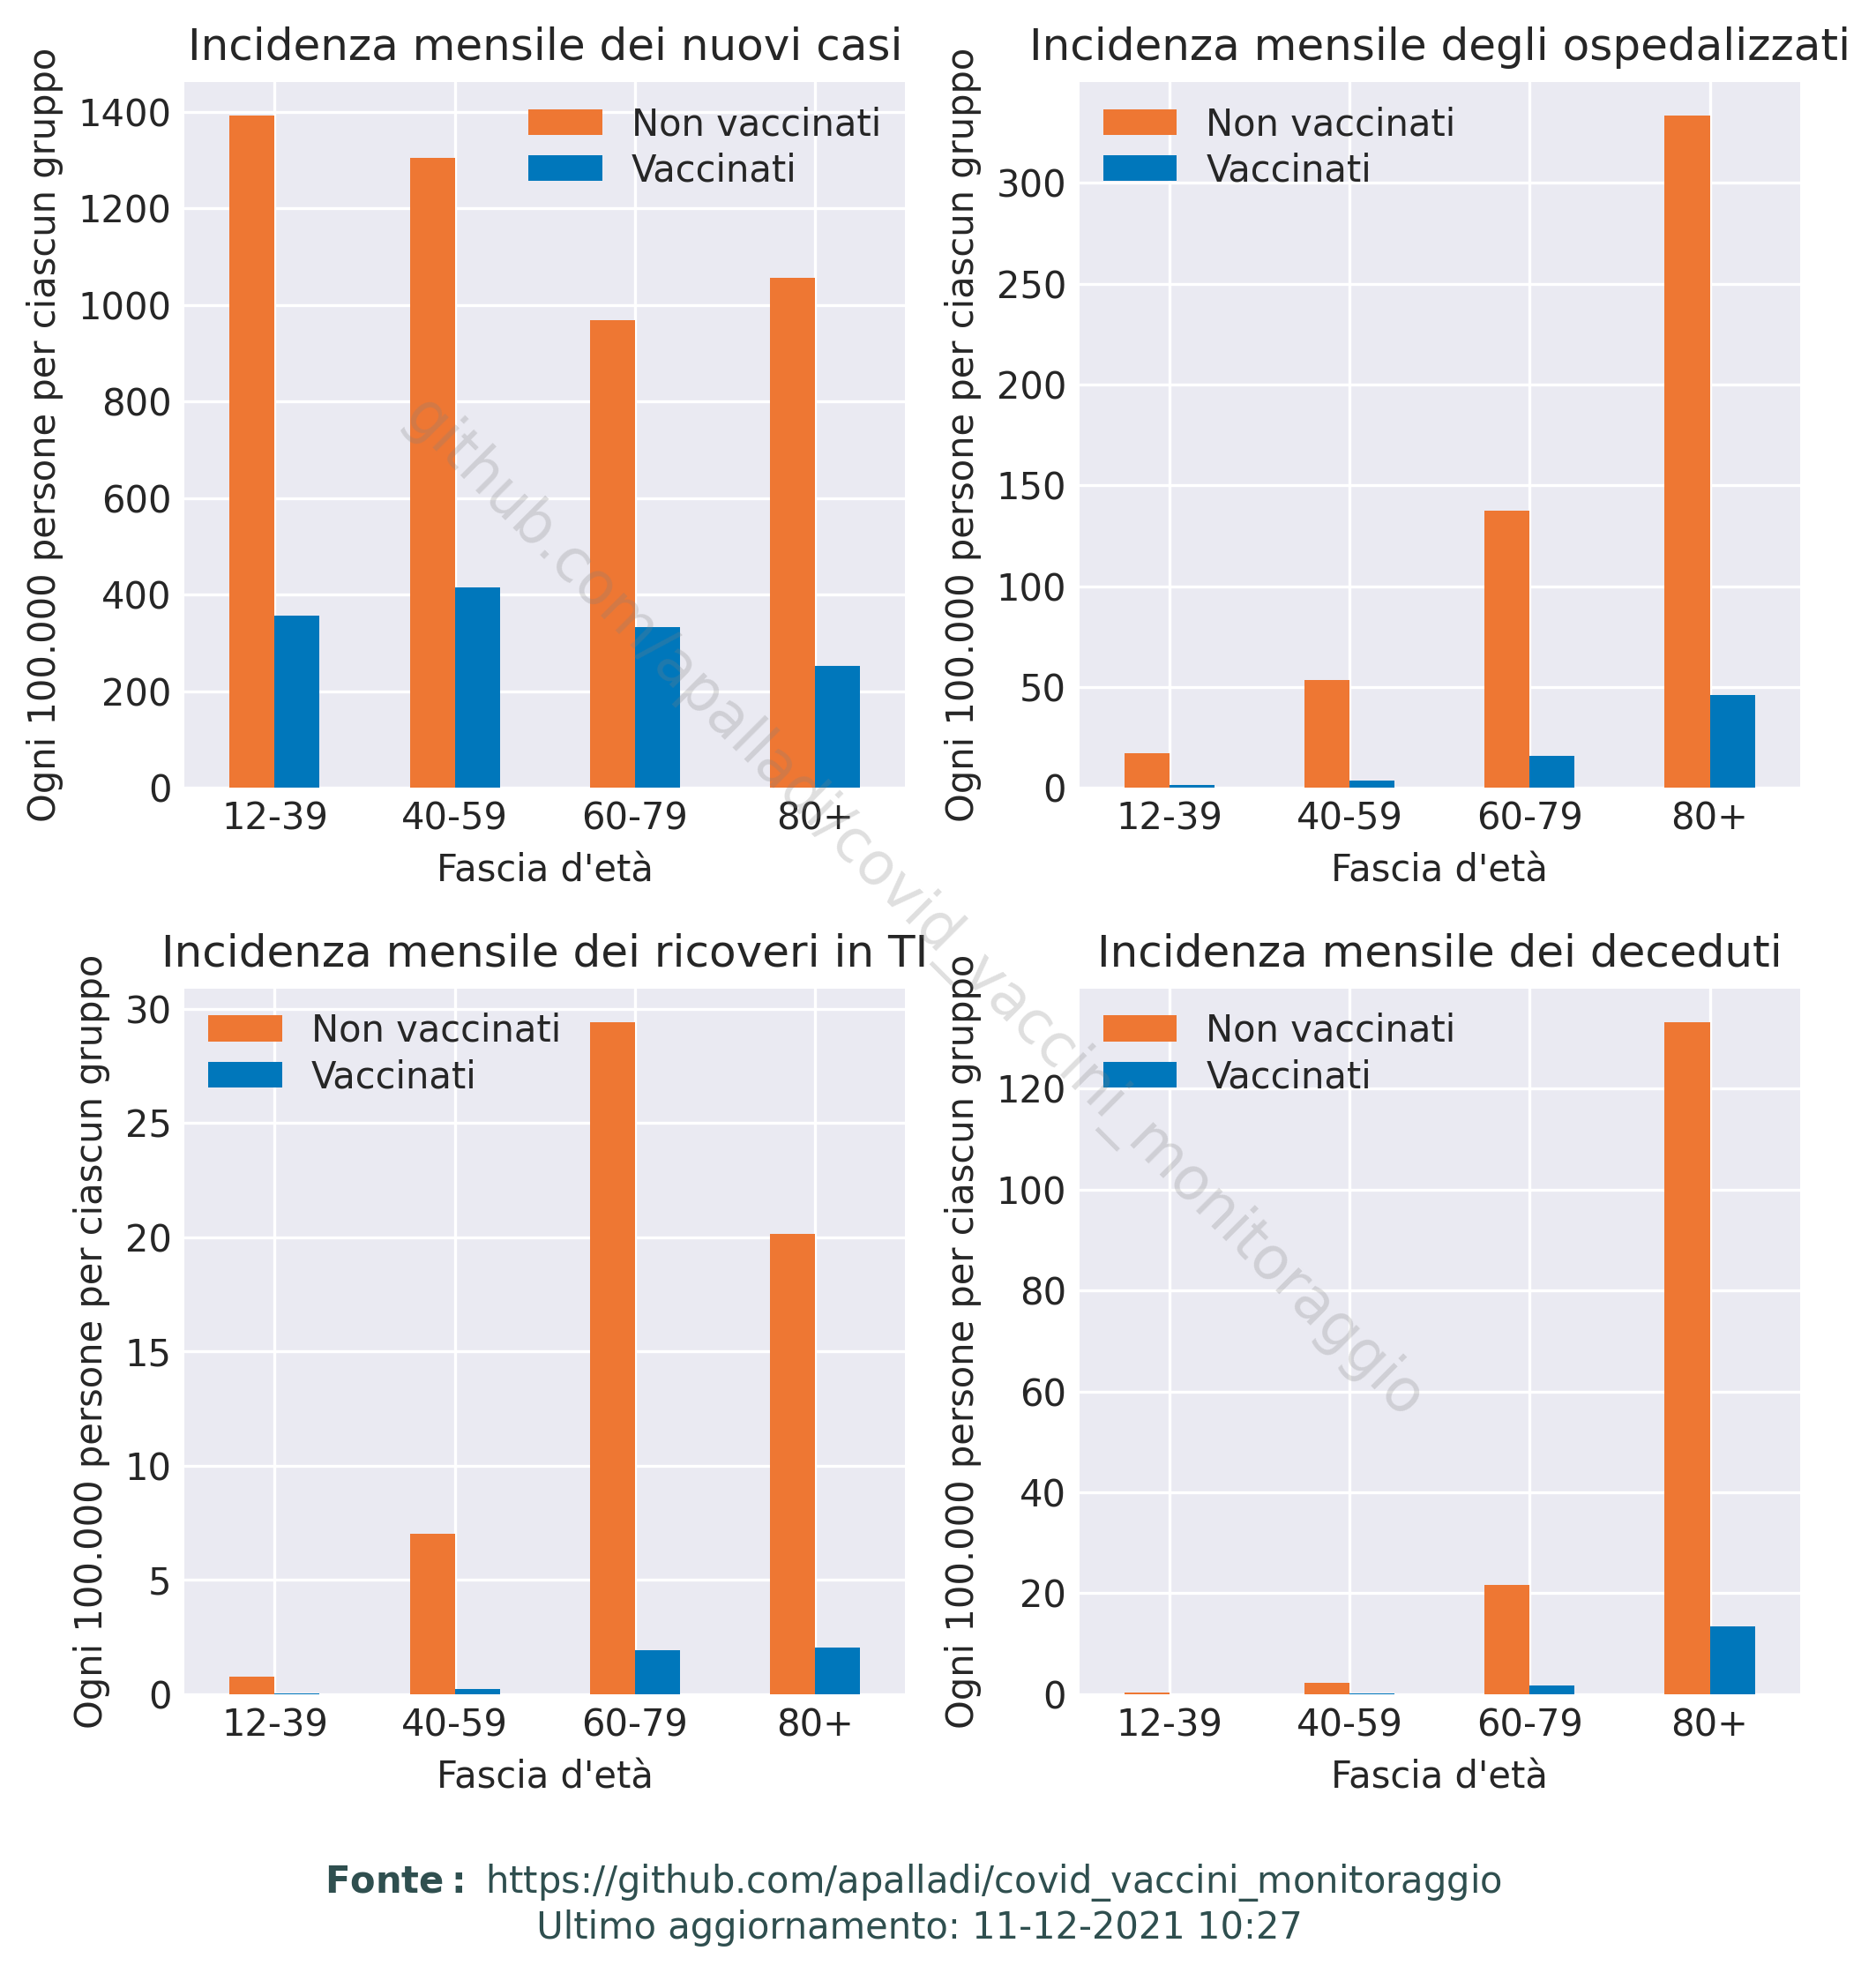 Incidenza mensile dei nuovi casi
Ogni 100.000 persone per ciascun gruppo
1400
1200
1000
800
600
400
200
0
Non vaccinati
Vaccinati
12-39 40-59 60-79 80+
Fascia d'età
Incidenza mensile degli ospedalizzati
Ogni 100.000 persone per ciascun gruppo
300
250
200
150
100
50
0
Non vaccinati
Vaccinati
12-39 40-59 60-79 80+
Fascia d'età
Incidenza mensile dei ricoveri in TI
Ogni 100.000 persone per ciascun gruppo
30
25
20
15
10
5
0
Non vaccinati
Vaccinati
12-39 40-59 60-79 80+
Fascia d'età
Incidenza mensile dei deceduti
Ogni 100.000 persone per ciascun gruppo
120
100
80
60
40
20
0
Non vaccinati
Vaccinati
12-39 40-59 60-79 80+
Fascia d'età
github.com/apalladi/covid_vaccini_monitoraggio
Fonte: https://github.com/apalladi/covid_vaccini_monitoraggio
Ultimo aggiornamento: 11-12-2021 10:27